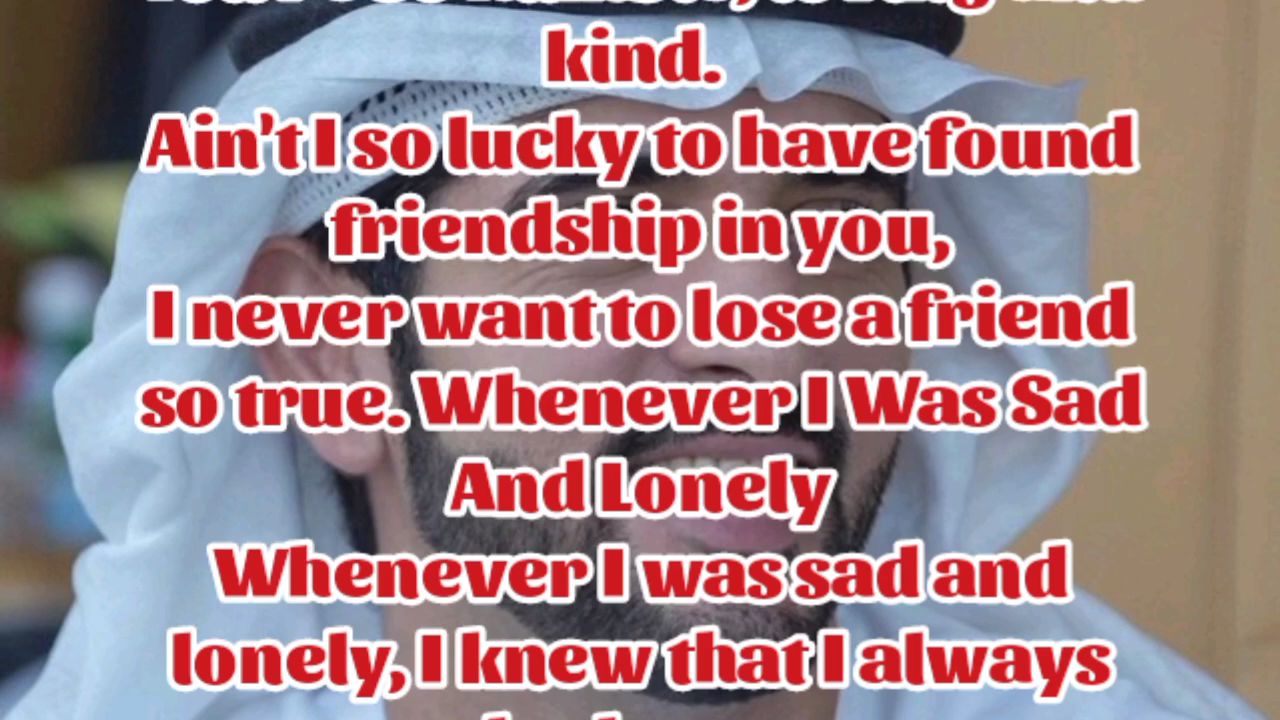 kind.
Ain't I so lucky to have found
friendship in you,
I never want to lose a friend
so true. Whenever I Was Sad
And Lonely
Whenever I was sad and
lonely, I knew that I always